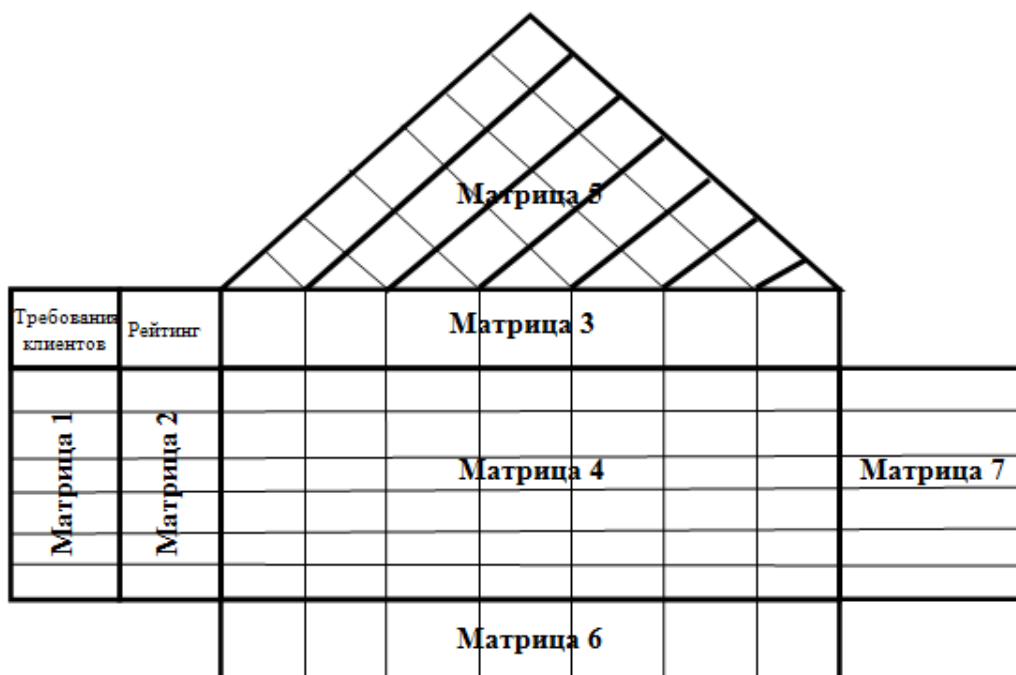 Матрица 5
Требования
клиентов
Рейтинг
Матрица 3
Матрица 1
Матрица 2
Матрица 4
Матрица 7
Матрица 6